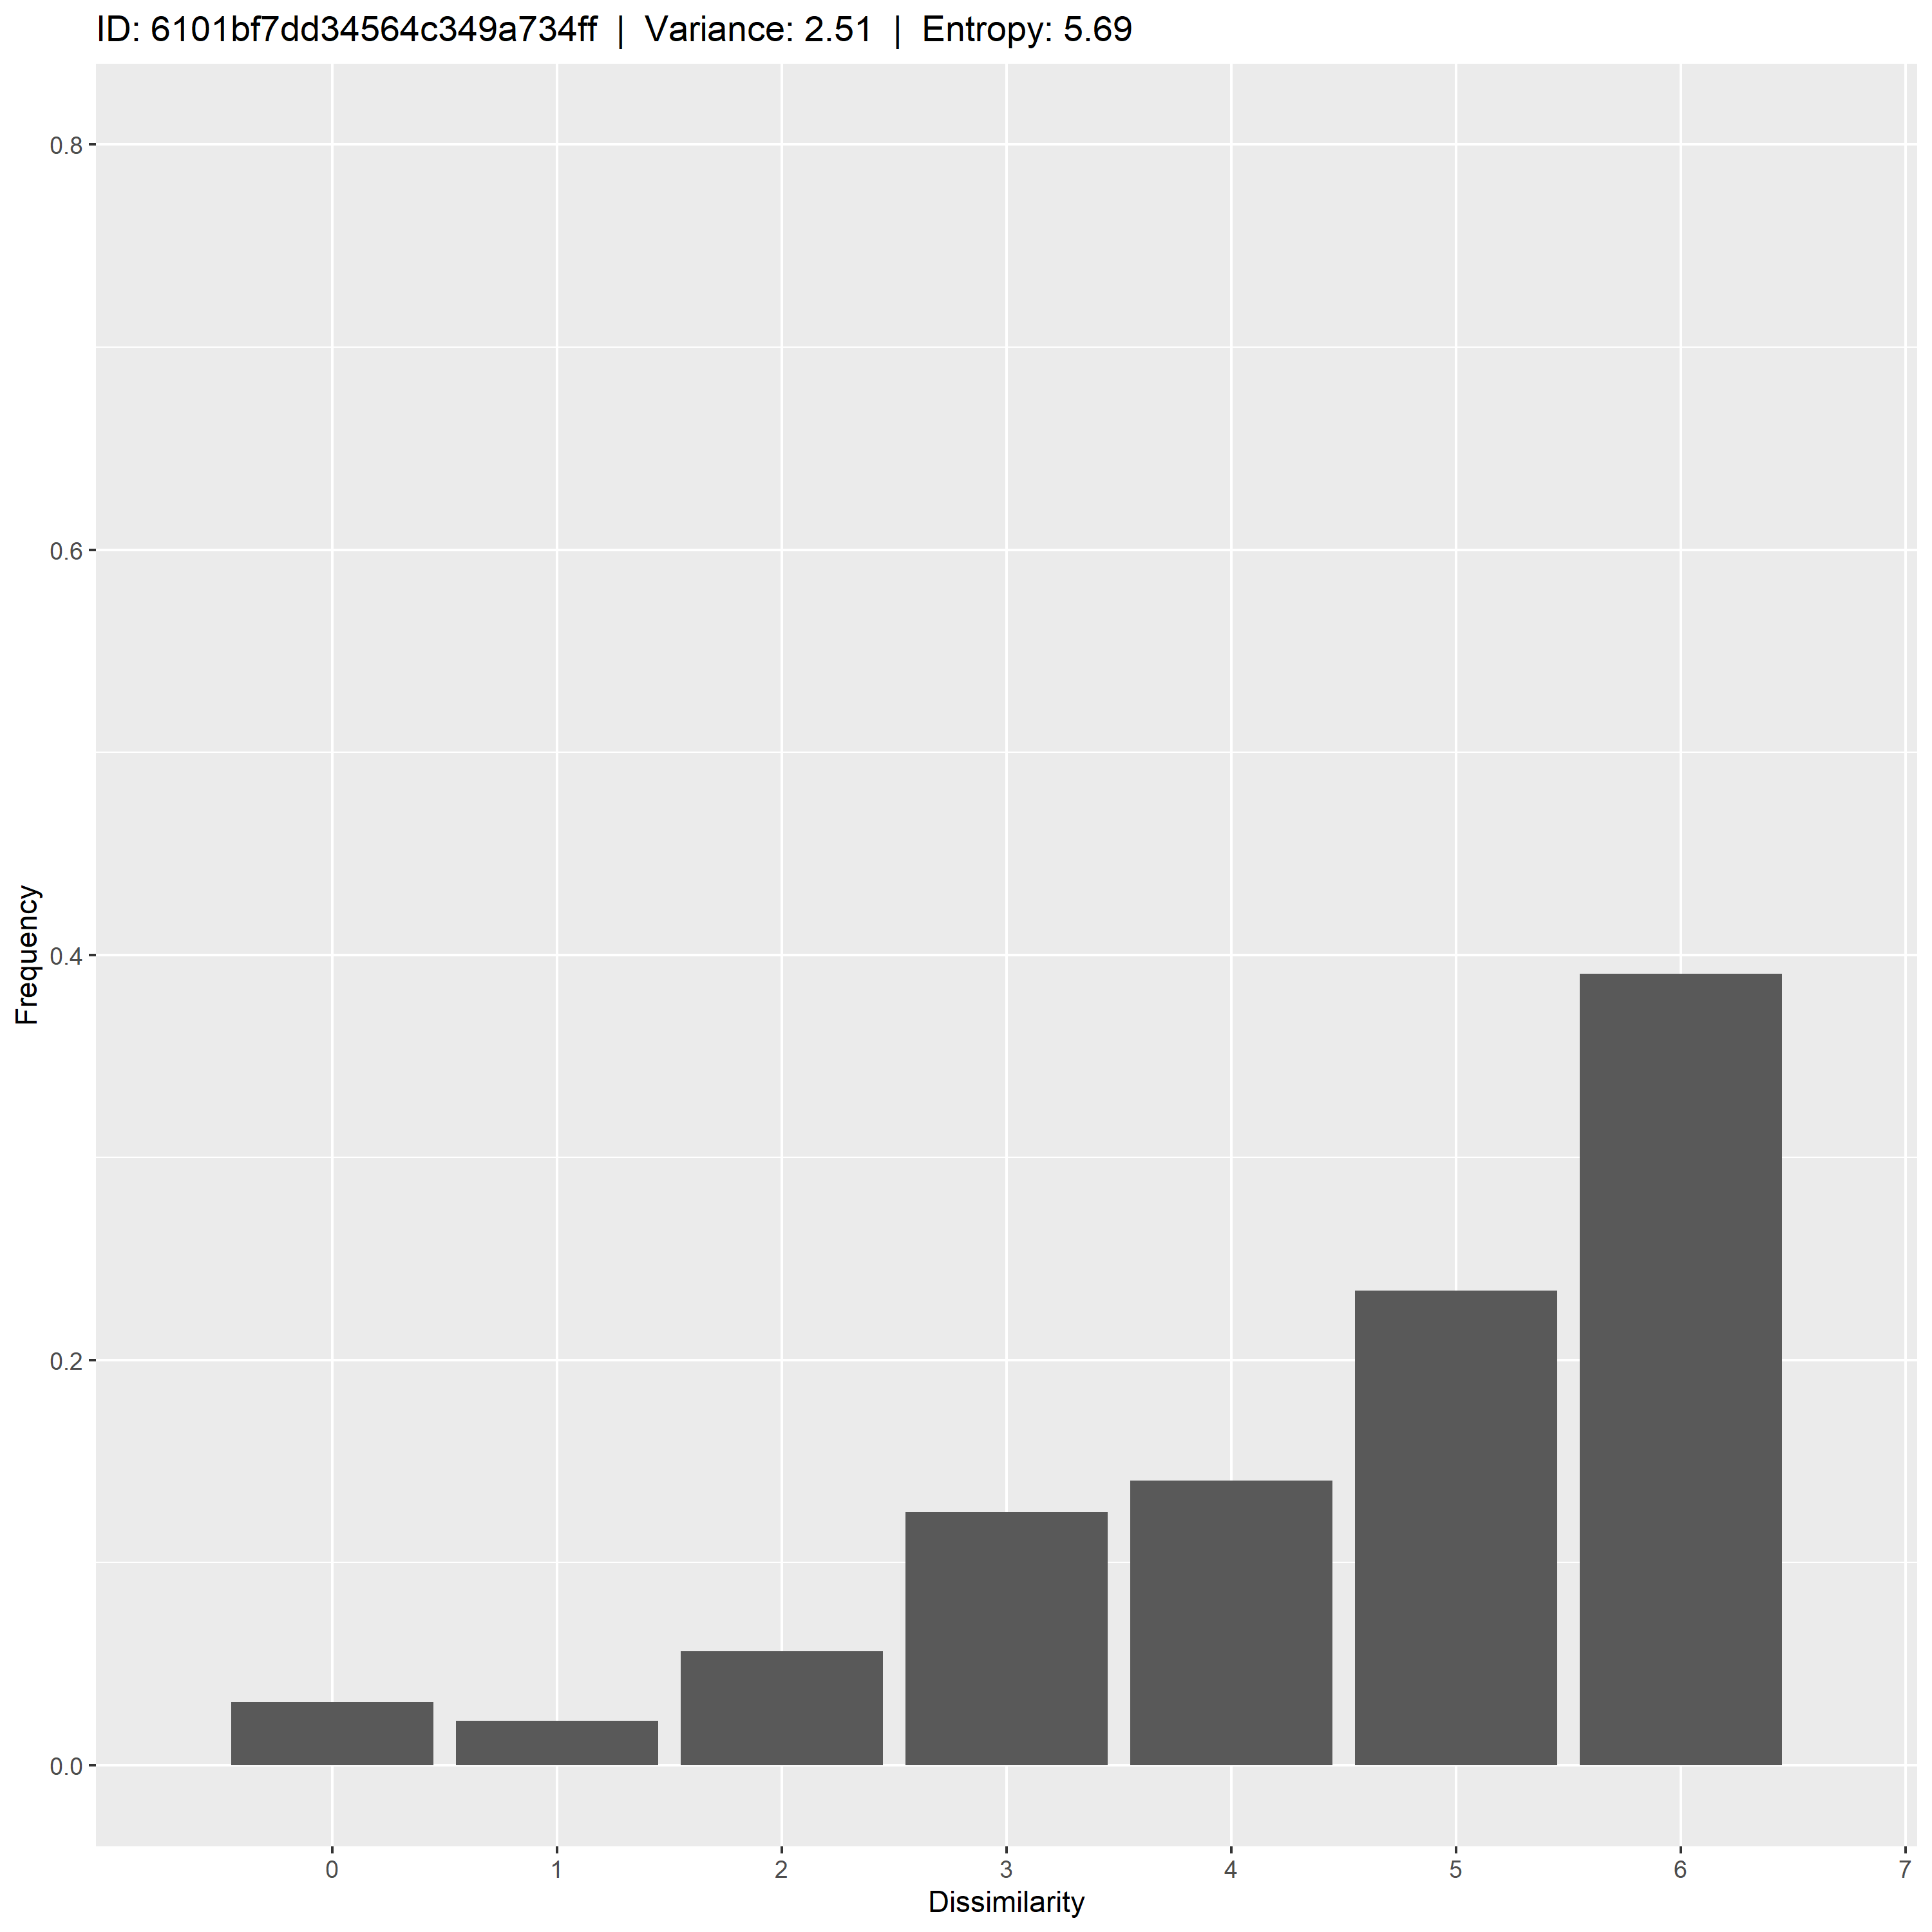 ID: 6101bf7dd34564c349a734ff  |  Variance: 2.51  |  Entropy: 5.69
0.8
0.6
0.4
0.2
0.0
Frequency
0 1 2 3 4 5 6 7
Dissimilarity